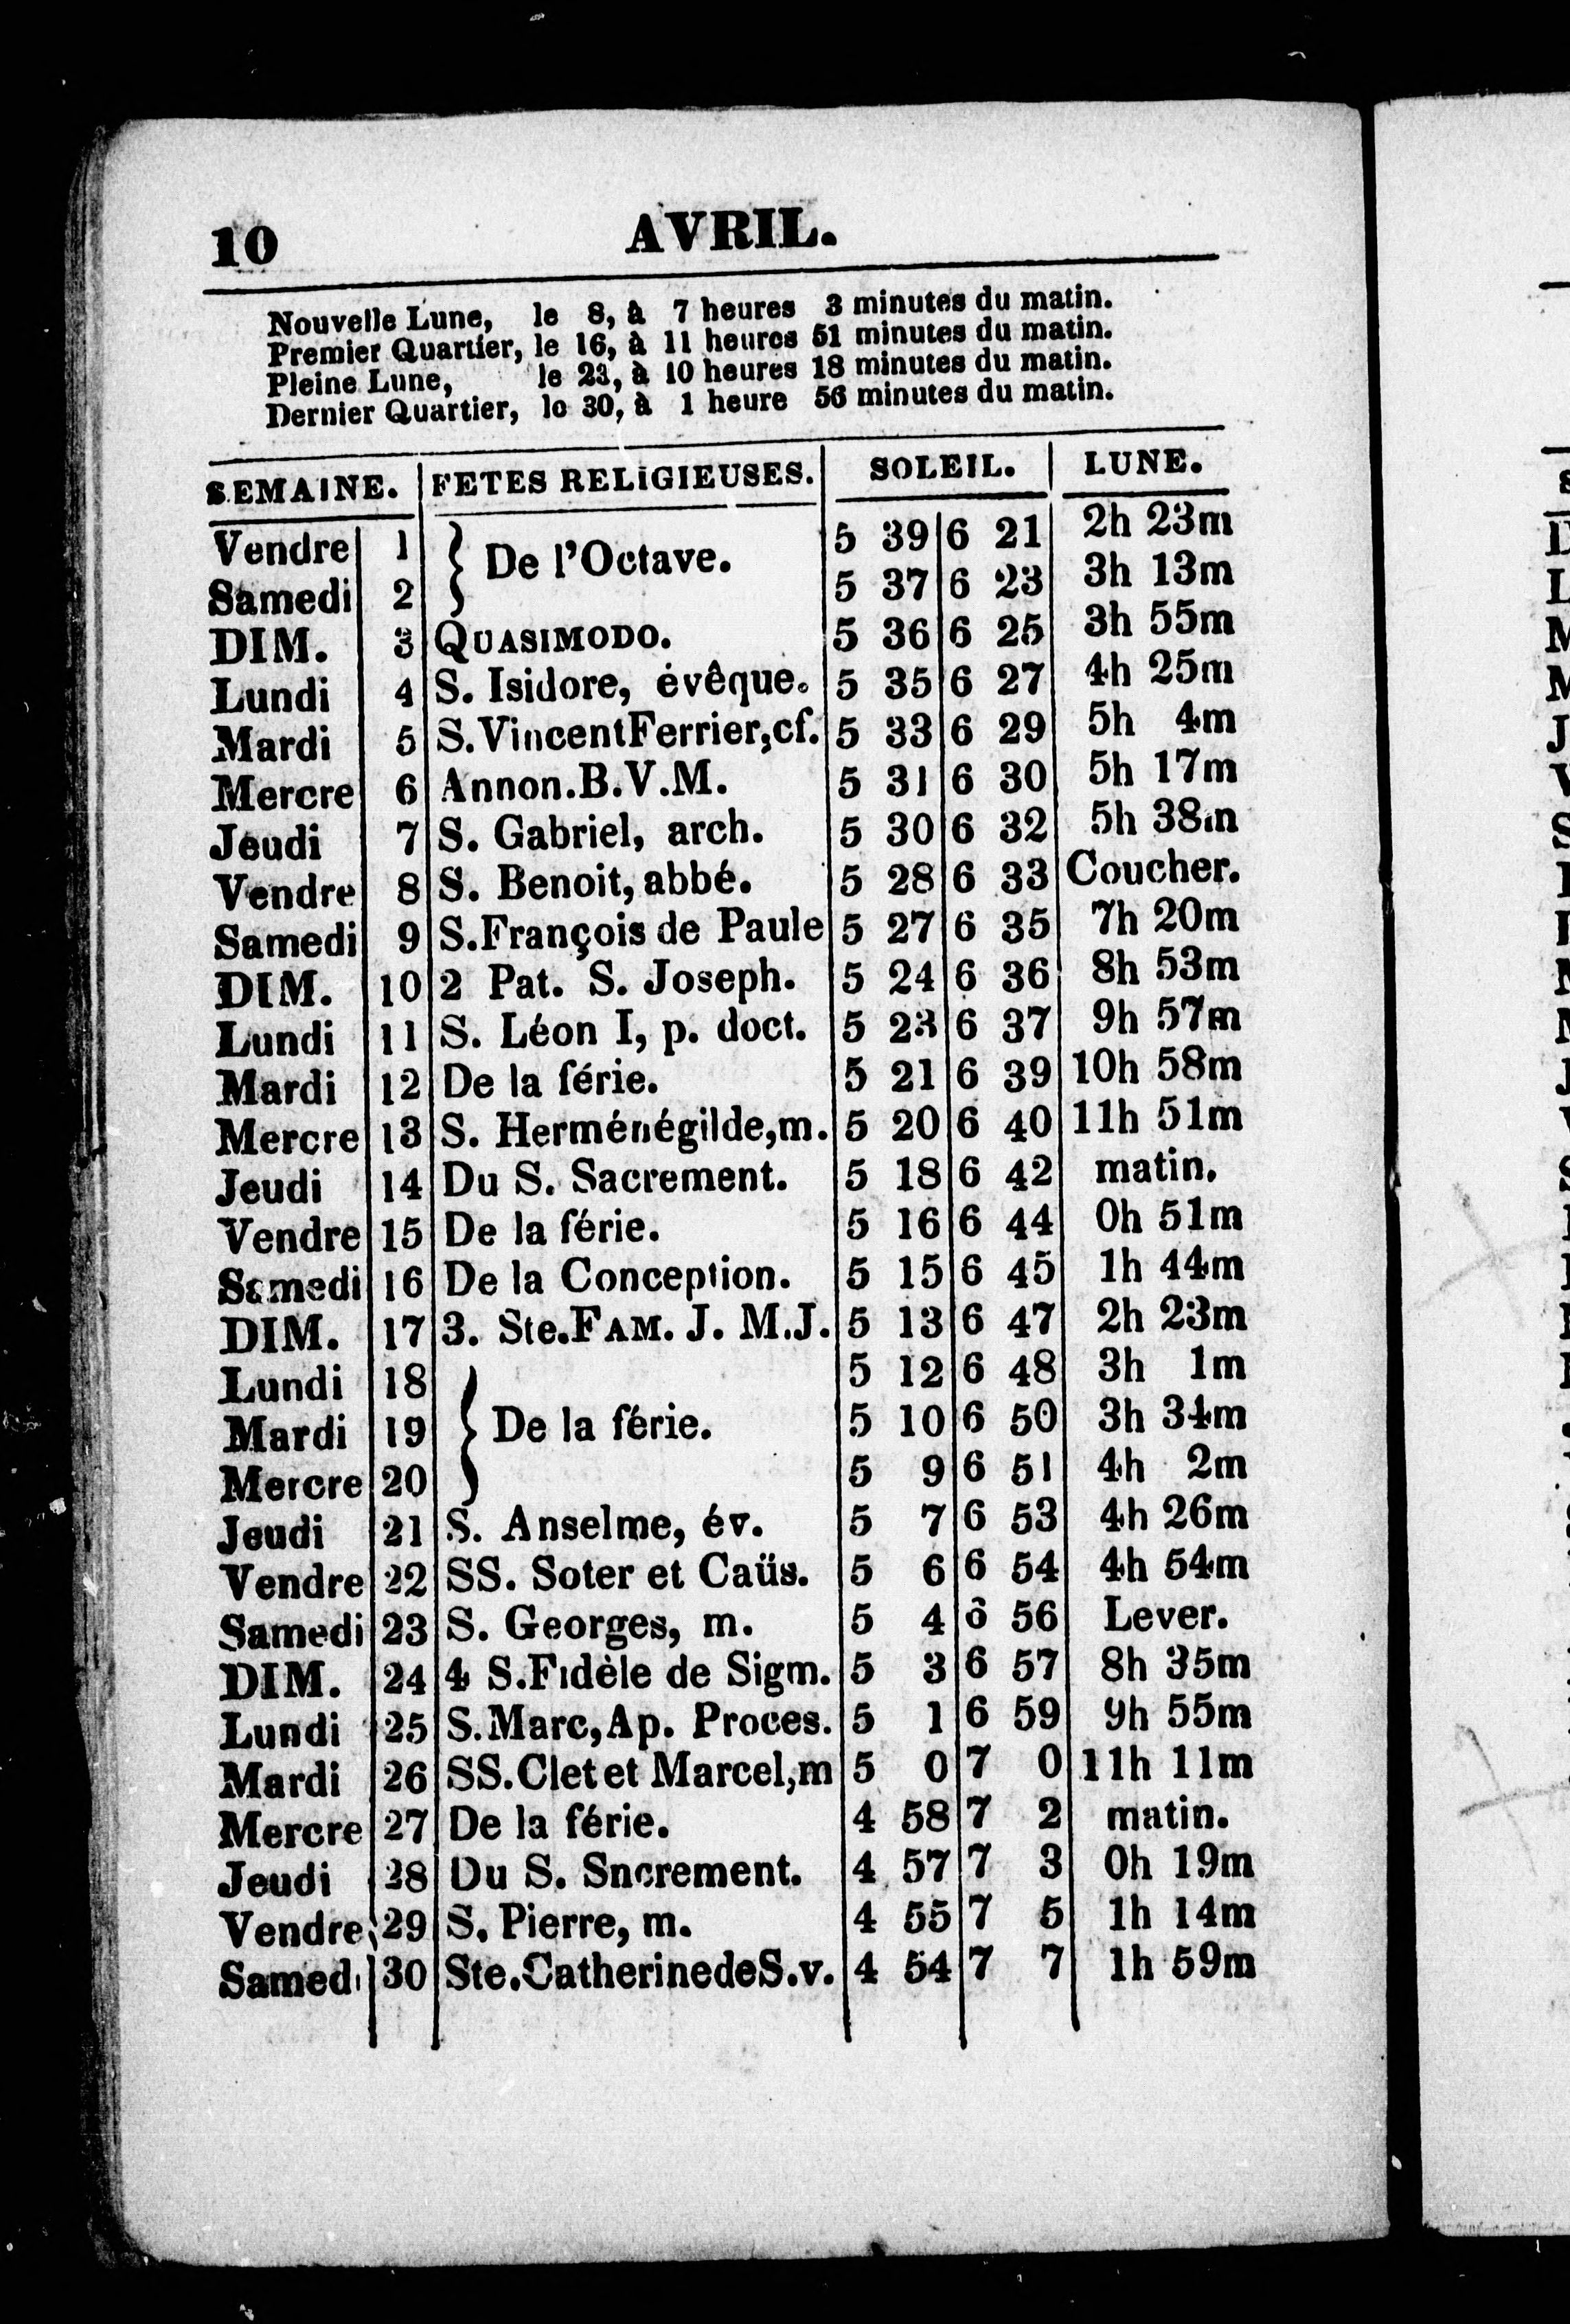 10 AVRIL.
Nouvelle Lune, le 8, à 7 heures 3 minutes du matin.
Premier Quartier, le 16, à 11 heures 51 minutes du matin.
Pleine Lune, le 23, à 10 heures 18 minutes du matin.
Dernier Quartier, le 30, à 1 heure 56 minutes du matin.
SEMAINE. FETES RELIGIEUSES. SOLEIL. LUNE.
Vendre 1 De l'Octave. 5 39 6 21 2h 23m
Samedi 2 5 37 6 23 3h 13m
DIM. 3 QUASIMODO. 5 36 6 25 3h 55m
Lundi 4 S. Isidore, évêque. 5 35 6 27 4h 25m
Mardi 5 S. Vincent Ferrier, cf. 5 33 6 29 5h 4m
Mercre 6 Annon. B. V. M. 5 31 6 30 5h 17m
Jeudi 7 S. Gabriel, arch. 5 30 6 32 5h 38m
Vendre 8 S. Benoit, abbé. 5 28 6 33 Coucher.
Samedi 9 S. François de Paule 5 27 6 35 7h 20m
DIM. 10 2 Pat. S. Joseph. 5 24 6 36 8h 53m
Lundi 11 S. Léon I, p. doct. 5 23 6 37 9h 57m
Mardi 12 De la férie. 5 21 6 39 10h 58m
Mercre 13 S. Herménégilde, m. 5 20 6 40 11h 51m
Jeudi 14 Du S. Sacrement. 5 18 6 42 matin.
Vendre 15 De la férie. 5 16 6 44 0h 51m
Samedi 16 De la Conception. 5 15 6 45 1h 44m
DIM. 17 3. Ste. FAM. J. M. J. 5 13 6 47 2h 23m
Lundi 18 5 12 6 48 3h 1m
Mardi 19 De la férie. 5 10 6 50 3h 34m
Mercre 20 5 9 6 51 4h 2m
Jeudi 21 S. Anselme, év. 5 7 6 53 4h 26m
Vendre 22 SS. Soter et Caüs. 5 6 6 54 4h 54m
Samedi 23 S. Georges, m. 5 4 6 56 Lever.
DIM. 24 4 S. Fidèle de Sigm. 5 3 6 57 8h 35m
Lundi 25 S. Marc, Ap. Proces. 5 1 6 59 9h 55m
Mardi 26 SS. Clet et Marcel, m 5 0 7 0 11h 11m
Mercre 27 De la férie. 4 58 7 2 matin.
Jeudi 28 Du S. Sncrement. 4 57 7 3 0h 19m
Vendre 29 S. Pierre, m. 4 55 7 5 1h 14m
Samedi 30 Ste. Catherine de S. v. 4 54 7 7 1h 59m